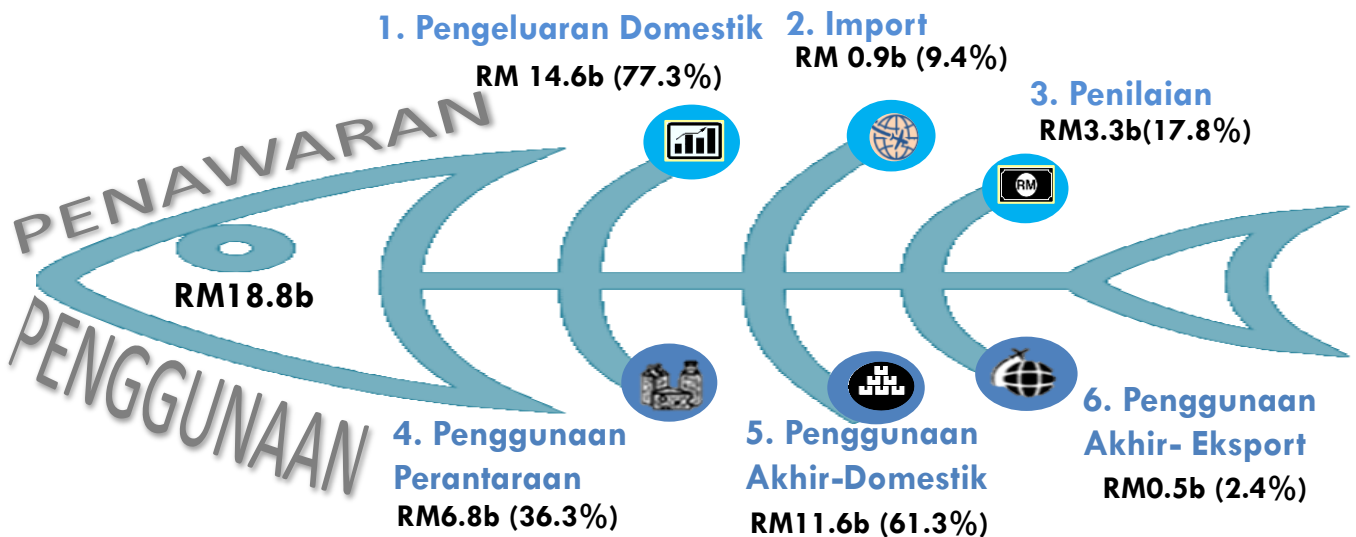 1. Pengeluaran Domestik
RM 14.6b (77.3%)
2. Import
RM 0.9b (9.4%)
3. Penilaian
RM3.3b(17.8%)
PENAWARAN
RM
RM18.8b
PENGGUNAAN
4. Penggunaan
Perantaraan
RM6.8b (36.3%)
5. Penggunaan
Akhir-Domestik
RM11.6b (61.3%)
6. Penggunaan
Akhir- Eksport
RM0.5b (2.4%)